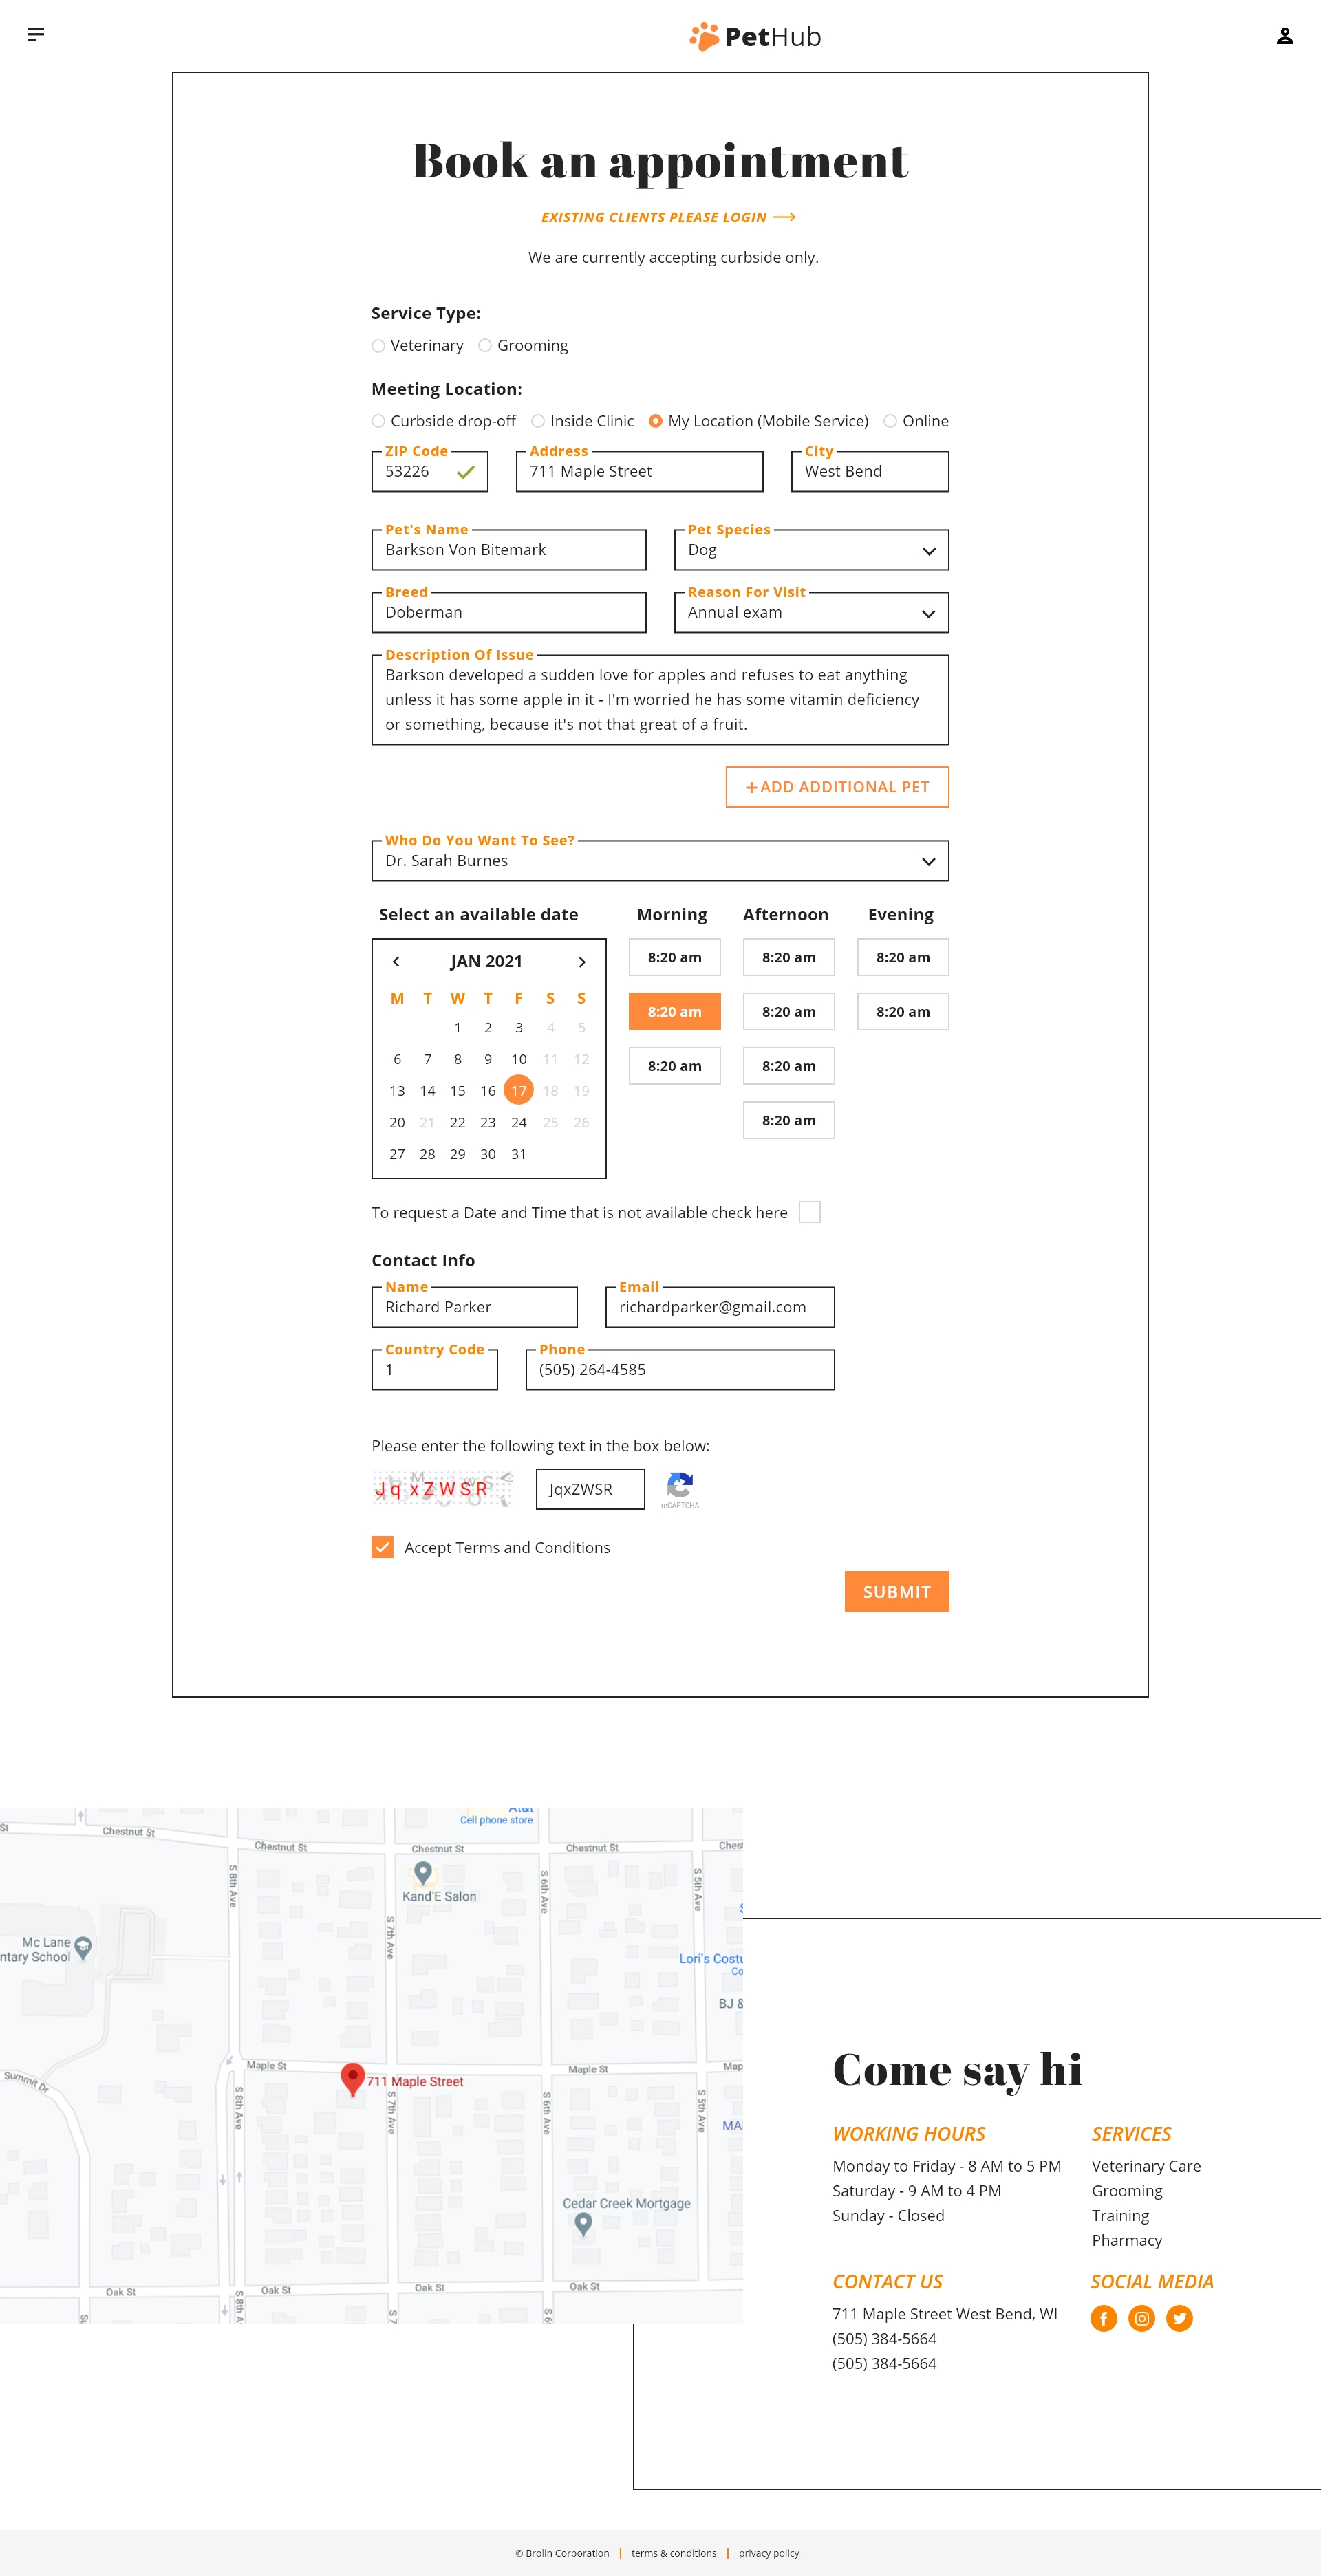 PetHub
Book an appointment
EXISTING CLIENTS PLEASE LOGIN
We are currently accepting curbside only.
Service Type:
Veterinary Grooming
Meeting Location:
Curbside drop-off Inside Clinic My Location (Mobile Service) Online
ZIP Code Address City
53226 711 Maple Street West Bend
Pet's Name Pet Species
Barkson Von Bitemark Dog
Breed Reason For Visit
Doberman Annual exam
Description Of Issue
Barkson developed a sudden love for apples and refuses to eat anything
unless it has some apple in it - I'm worried he has some vitamin deficiency
or something, because it's not that great of a fruit.
+ADD ADDITIONAL PET
Who Do You Want To See?
Dr. Sarah Burnes
Select an available date Morning Afternoon Evening
JAN 2021
M T W T F S S
1 2 3 4 5
6 7 8 9 10 11 12
13 14 15 16 17 18 19
20 21 22 23 24 25 26
27 28 29 30 31
8:20 am 8:20 am 8:20 am
8:20 am 8:20 am 8:20 am
8:20 am 8:20 am
8:20 am
To request a Date and Time that is not available check here
Contact Info
Name Email
Richard Parker richardparker@gmail.com
Country Code Phone
1 (505) 264-4585
Please enter the following text in the box below:
JqxZWSR JqxZWSR reCAPTCHA
Accept Terms and Conditions
SUBMIT
AT&T
Cell phone store
St Chestnut St Chestnut St Chestnut St Chestnut St
Kand'E Salon
S 8th Ave S 7th Ave S 6th Ave S 5th Ave
Mc Lane
ntary School
Lori's Costu
Co
BJ &
Summit Dr
Maple St Maple St Map
711 Maple Street
S 8th Ave S 8th Ave S 7th Ave S 6th Ave S 5th Ave
MA
Cedar Creek Mortgage
Oak St Oak St Oak St Oak St
S 8th A
Come say hi
WORKING HOURS
Monday to Friday - 8 AM to 5 PM
Saturday - 9 AM to 4 PM
Sunday - Closed
SERVICES
Veterinary Care
Grooming
Training
Pharmacy
CONTACT US
711 Maple Street West Bend, WI
(505) 384-5664
(505) 384-5664
SOCIAL MEDIA
© Brolin Corporation | terms & conditions | privacy policy